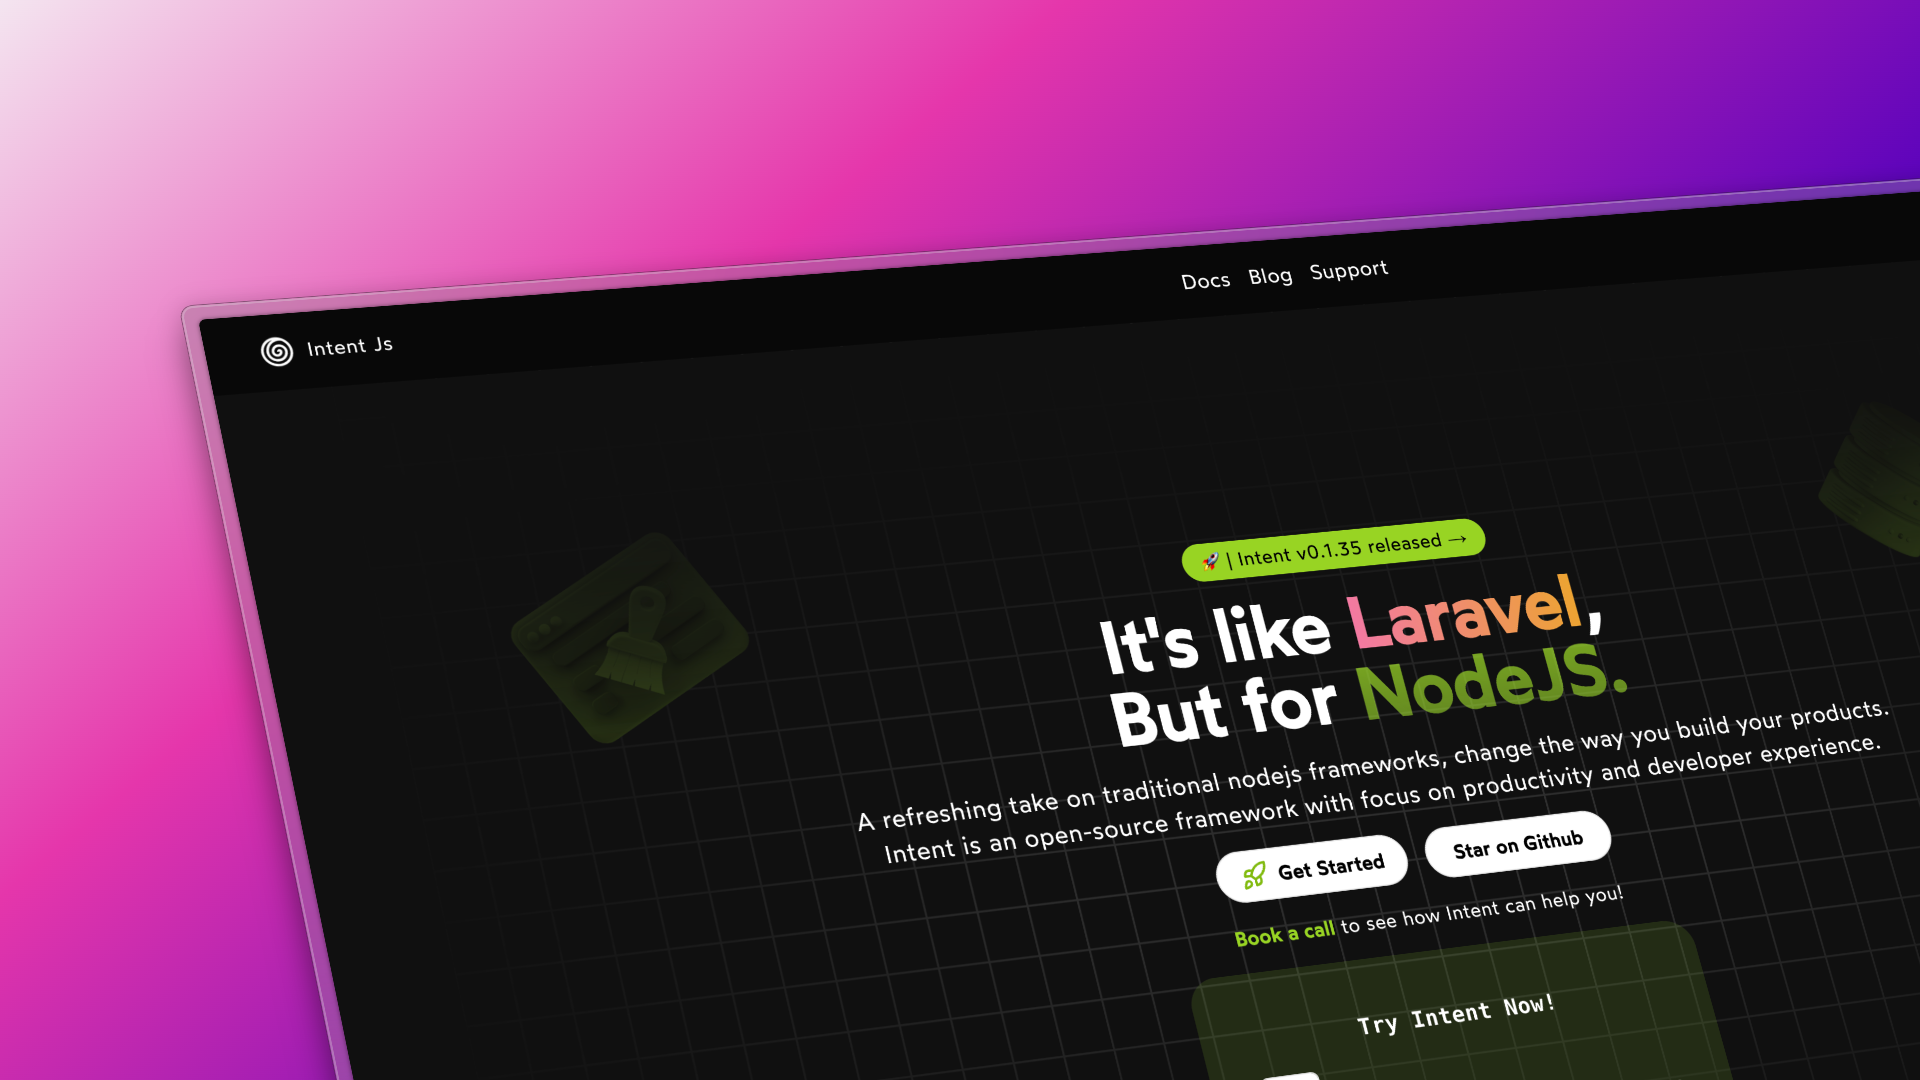 Intent Js
Docs Blog Support
🚀 | Intent v0.1.35 released →
It's like Laravel,
But for NodeJS.
A refreshing take on traditional nodejs frameworks, change the way you build your products.
Intent is an open-source framework with focus on productivity and developer experience.
Get Started
Star on Github
Book a call to see how Intent can help you!
Try Intent Now!